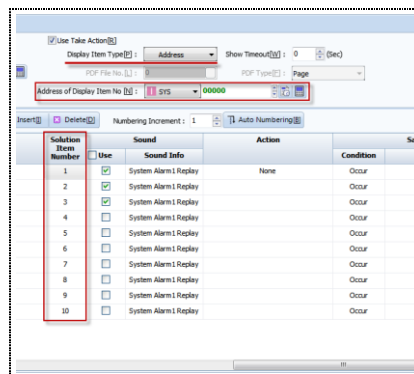 Use Take Action[R]
Display Item Type[P] : Address Show Timeout[W] : 0 (Sec)
PDF File No. [L] : 0 PDF Type[F] : Page
Address of Display Item No [N] : SYS 00000
Insert[I] Delete[D] Numbering Increment : 1 Auto Numbering[B]
Solution Item Number Sound Action
Use Sound Info Condition
1 System Alarm1 Replay None Occur
2 System Alarm1 Replay Occur
3 System Alarm1 Replay Occur
4 System Alarm1 Replay Occur
5 System Alarm1 Replay Occur
6 System Alarm1 Replay Occur
7 System Alarm1 Replay Occur
8 System Alarm1 Replay Occur
9 System Alarm1 Replay Occur
10 System Alarm1 Replay Occur